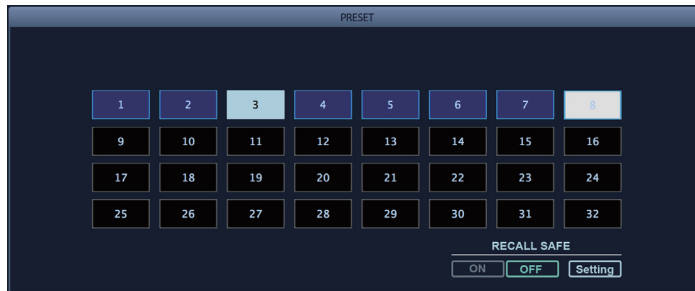 PRESET
1 2 3 4 5 6 7 8
9 10 11 12 13 14 15 16
17 18 19 20 21 22 23 24
25 26 27 28 29 30 31 32
RECALL SAFE
ON OFF Setting